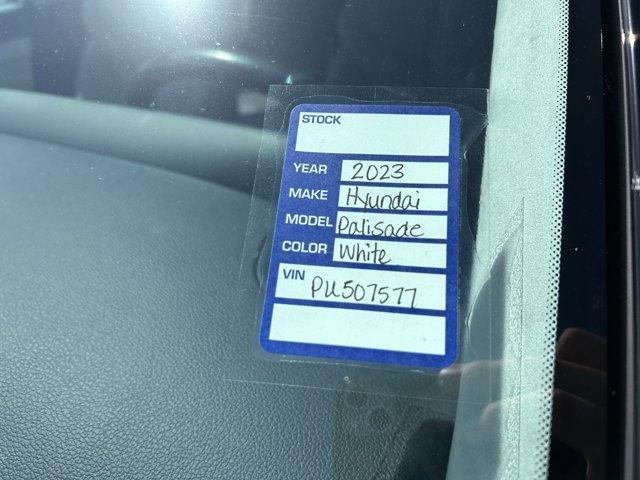 STOCK
YEAR 2023
MAKE Hyundai
MODEL Palisade
COLOR White
VIN PU507577